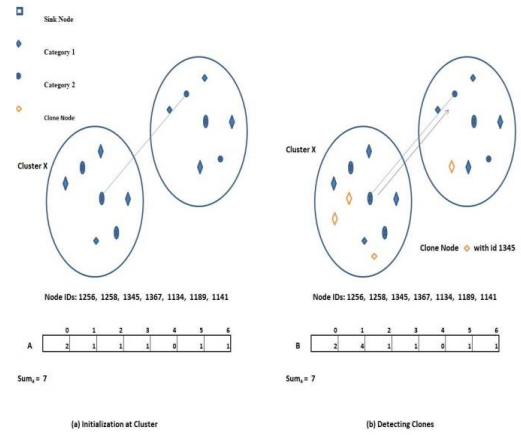 Sink Node
Category 1
Category 2
Clone Node
Cluster X
Node IDs: 1256, 1258, 1345, 1367, 1134, 1189, 1141
0 1 2 3 4 5 6
A 2 1 1 1 0 1 1
Sumₐ = 7
(a) Initialization at Cluster
Cluster X
Clone Node with id 1345
Node IDs: 1256, 1258, 1345, 1367, 1134, 1189, 1141
0 1 2 3 4 5 6
B 2 4 1 1 0 1 1
Sumₐ = 7
(b) Detecting Clones